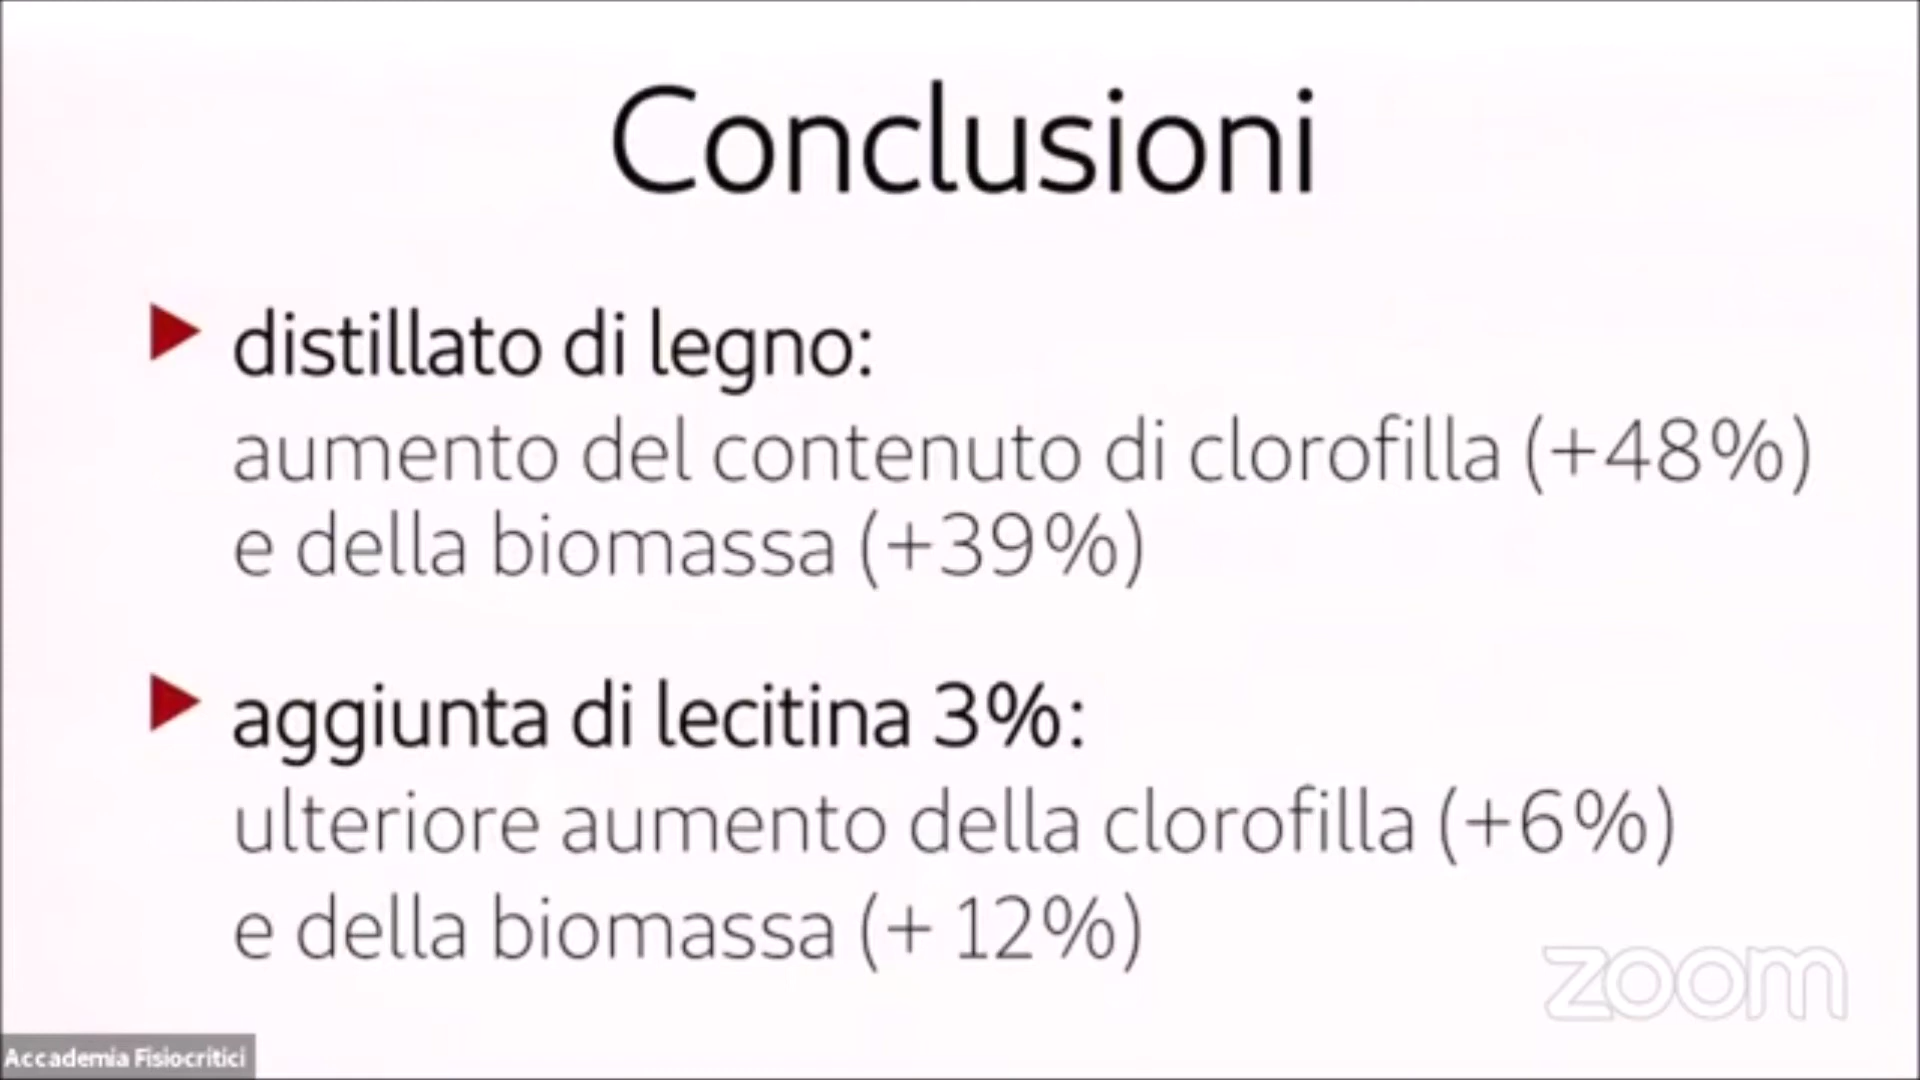 Conclusioni
distillato di legno:
aumento del contenuto di clorofilla (+48%)
e della biomassa (+39%)
aggiunta di lecitina 3%:
ulteriore aumento della clorofilla (+6%)
e della biomassa (+ 12%)
zoom
Accademia Fisiocritici